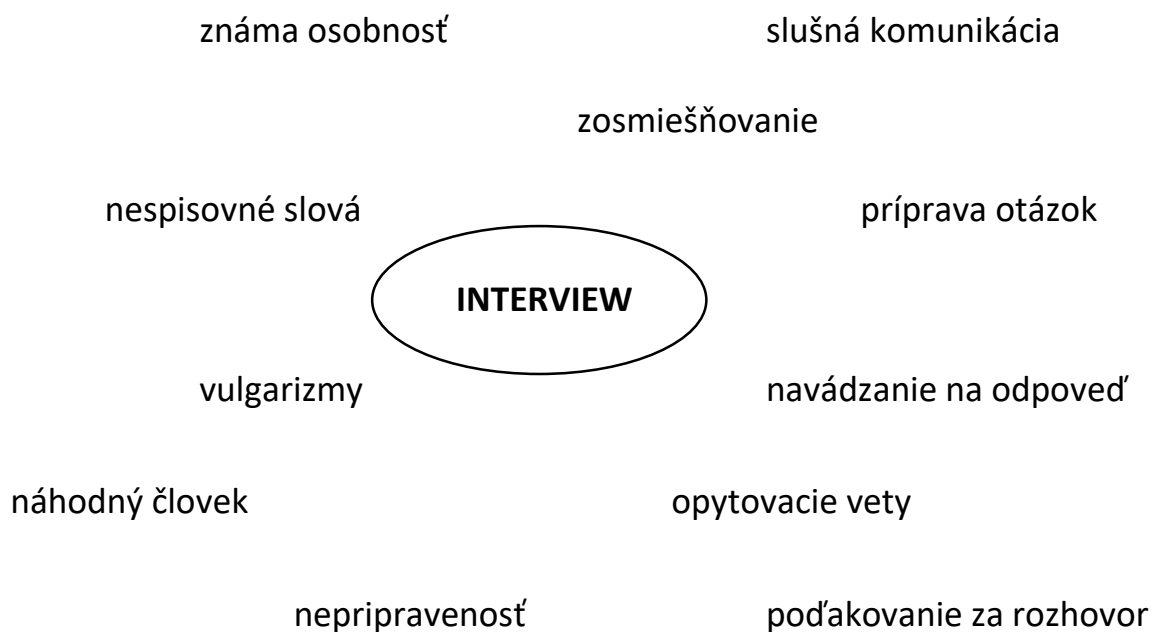 známa osobnosť slušná komunikácia
zosmiešňovanie
nespisovné slová príprava otázok
INTERVIEW
vulgarizmy navádzanie na odpoveď
náhodný človek opytovacie vety
nepripravenosť poďakovanie za rozhovor